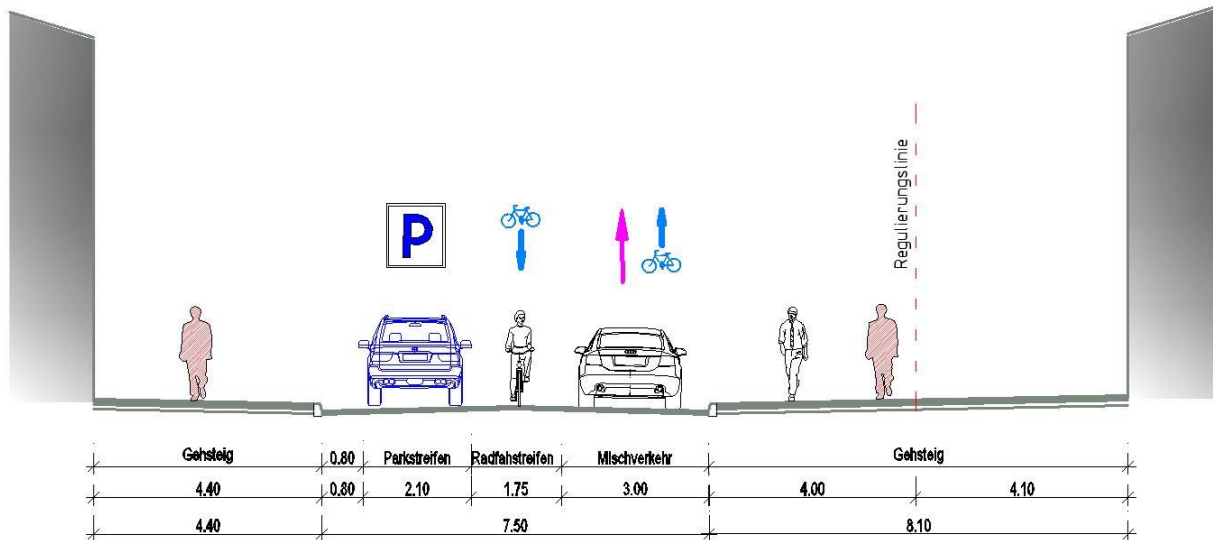 Regulierungslinie
P
Gehsteig 0.80 Parkstreifen Radfahstreifen Mischverkehr Gehsteig
4.40 0.80 2.10 1.75 3.00 4.00 4.10
4.40 7.50 8.10